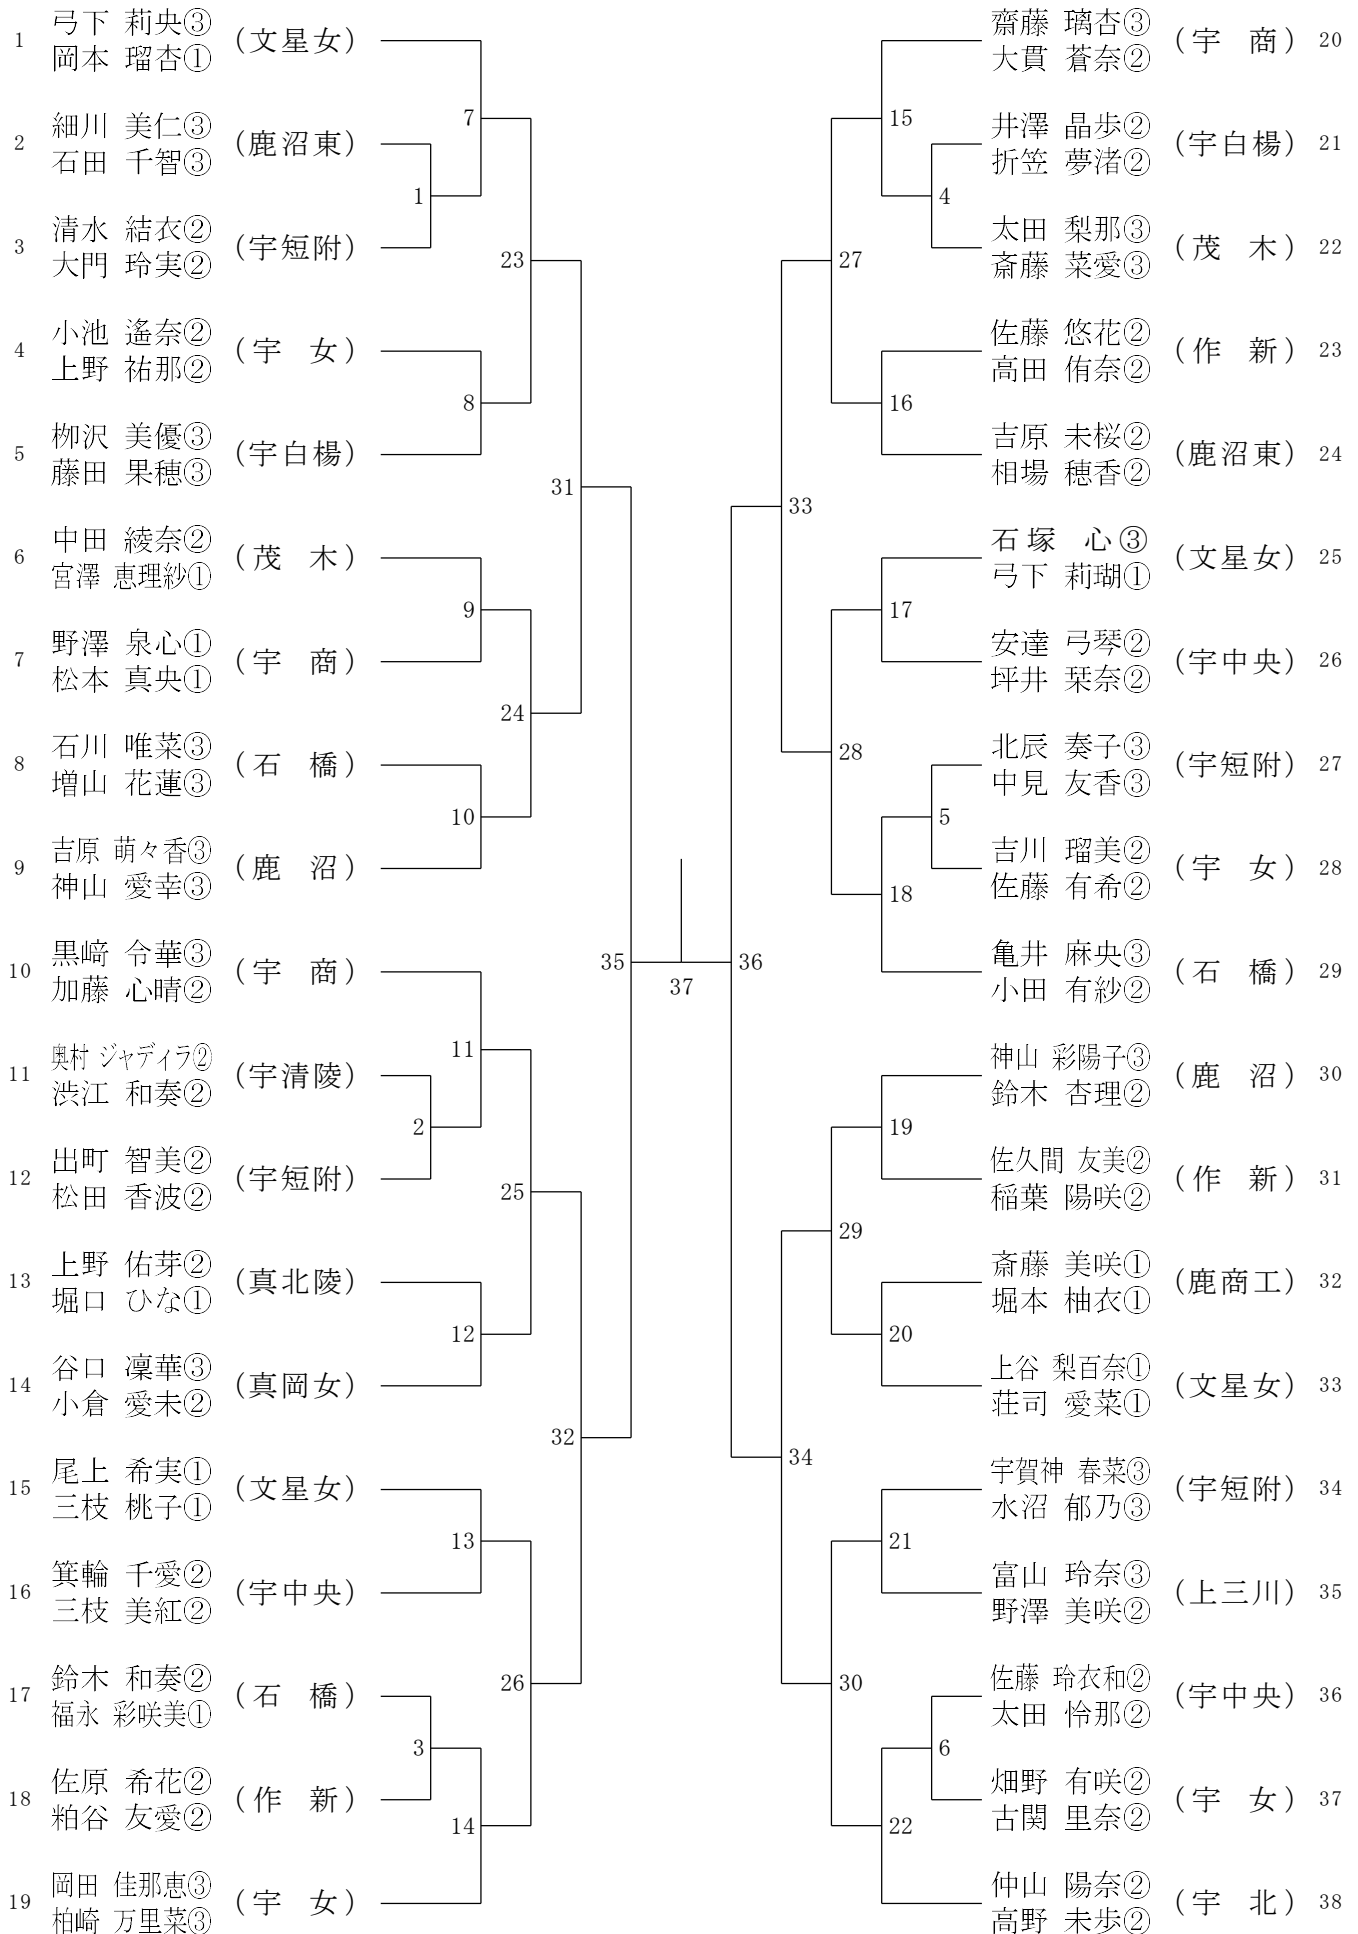 1 弓下 莉央③ (文星女)
岡本 瑠杏①
2 細川 美仁③ (鹿沼東)
石田 千智③
3 清水 結衣② (宇短附)
大門 玲実②
4 小池 遙奈② (宇 女)
上野 祐那②
5 栁沢 美優③ (宇白楊)
藤田 果穂③
6 中田 綾奈② (茂 木)
宮澤 恵理紗①
7 野澤 泉心① (宇 商)
松本 真央①
8 石川 唯菜③ (石 橋)
増山 花蓮③
9 吉原 萌々香③ (鹿 沼)
神山 愛幸③
10 黒﨑 令華③ (宇 商)
加藤 心晴②
11 奥村 ジャディラ② (宇清陵)
渋江 和奏②
12 出町 智美② (宇短附)
松田 香波②
13 上野 佑芽② (真北陵)
堀口 ひな①
14 谷口 凜華③ (真岡女)
小倉 愛未②
15 尾上 希実① (文星女)
三枝 桃子①
16 箕輪 千愛② (宇中央)
三枝 美紅②
17 鈴木 和奏② (石 橋)
福永 彩咲美①
18 佐原 希花② (作 新)
粕谷 友愛②
19 岡田 佳那恵③ (宇 女)
柏崎 万里菜③
7
1
23
8
31
9
24
10
35
11
2
25
12
32
13
26
3
14
37
15
4
27
16
33
17
28
5
18
36
19
29
20
34
21
30
6
22
齋藤 璃杏③ (宇 商) 20
大貫 蒼奈②
井澤 晶歩② (宇白楊) 21
折笠 夢渚②
太田 梨那③ (茂 木) 22
斎藤 菜愛③
佐藤 悠花② (作 新) 23
高田 侑奈②
吉原 未桜② (鹿沼東) 24
相場 穂香②
石塚 心③ (文星女) 25
弓下 莉瑚①
安達 弓琴② (宇中央) 26
坪井 栞奈②
北辰 奏子③ (宇短附) 27
中見 友香③
吉川 瑠美② (宇 女) 28
佐藤 有希②
亀井 麻央③ (石 橋) 29
小田 有紗②
神山 彩陽子③ (鹿 沼) 30
鈴木 杏理②
佐久間 友美② (作 新) 31
稲葉 陽咲②
斎藤 美咲① (鹿商工) 32
堀本 柚衣①
上谷 梨百奈① (文星女) 33
荘司 愛菜①
宇賀神 春菜③ (宇短附) 34
水沼 郁乃③
富山 玲奈③ (上三川) 35
野澤 美咲②
佐藤 玲衣和② (宇中央) 36
太田 怜那②
畑野 有咲② (宇 女) 37
古関 里奈②
仲山 陽奈② (宇 北) 38
高野 未歩②